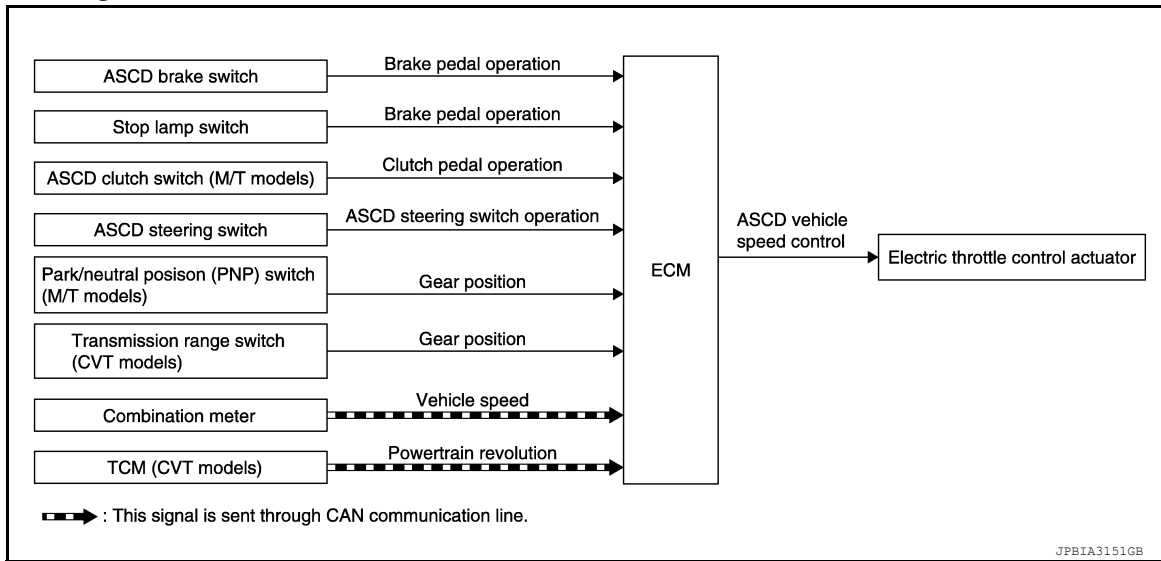 ASCD brake switch
Brake pedal operation
Stop lamp switch
Brake pedal operation
ASCD clutch switch (M/T models)
Clutch pedal operation
ASCD steering switch
ASCD steering switch operation
Park/neutral posison (PNP) switch
(M/T models)
Gear position
Transmission range switch
(CVT models)
Gear position
Combination meter
Vehicle speed
TCM (CVT models)
Powertrain revolution
ECM
ASCD vehicle
speed control
Electric throttle control actuator
: This signal is sent through CAN communication line.
JPBIA3151GB